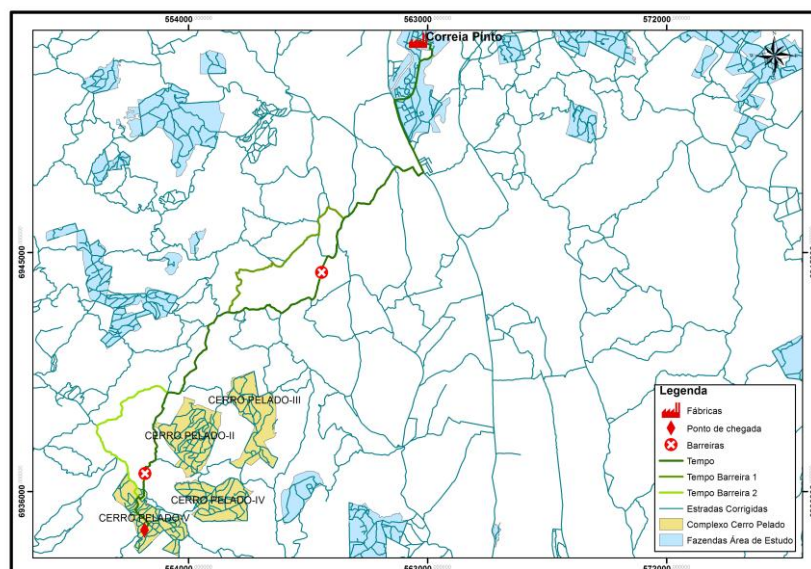 554000
563000
572000
Correia Pinto
6945000
CERRO PELADO-III
CERRO PELADO-II
CERRO PELADO-IV
CERRO PELADO-V
6936000
Legenda
Fábricas
Ponto de chegada
Barreiras
Tempo
Tempo Barreira 1
Tempo Barreira 2
Estradas Corrigidas
Complexo Cerro Pelado
Fazendas Área de Estudo
554000
563000
572000